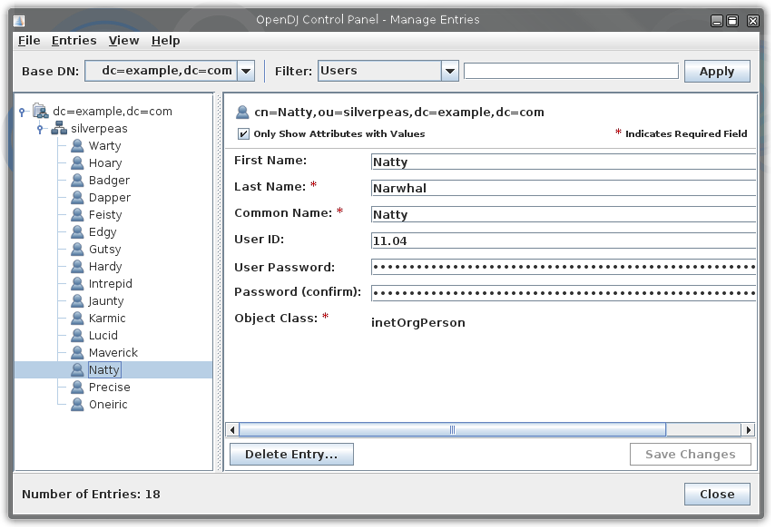 OpenDJ Control Panel - Manage Entries
File Entries View Help
Base DN: dc=example,dc=com Filter: Users Apply
dc=example,dc=com
silverpeas
Warty
Hoary
Badger
Dapper
Feisty
Edgy
Gutsy
Hardy
Intrepid
Jaunty
Karmic
Lucid
Maverick
Natty
Precise
Oneiric
cn=Natty,ou=silverpeas,dc=example,dc=com
Only Show Attributes with Values * Indicates Required Field
First Name: Natty
Last Name: * Narwhal
Common Name: * Natty
User ID: 11.04
User Password:
Password (confirm):
Object Class: * inetOrgPerson
Delete Entry... Save Changes
Number of Entries: 18 Close